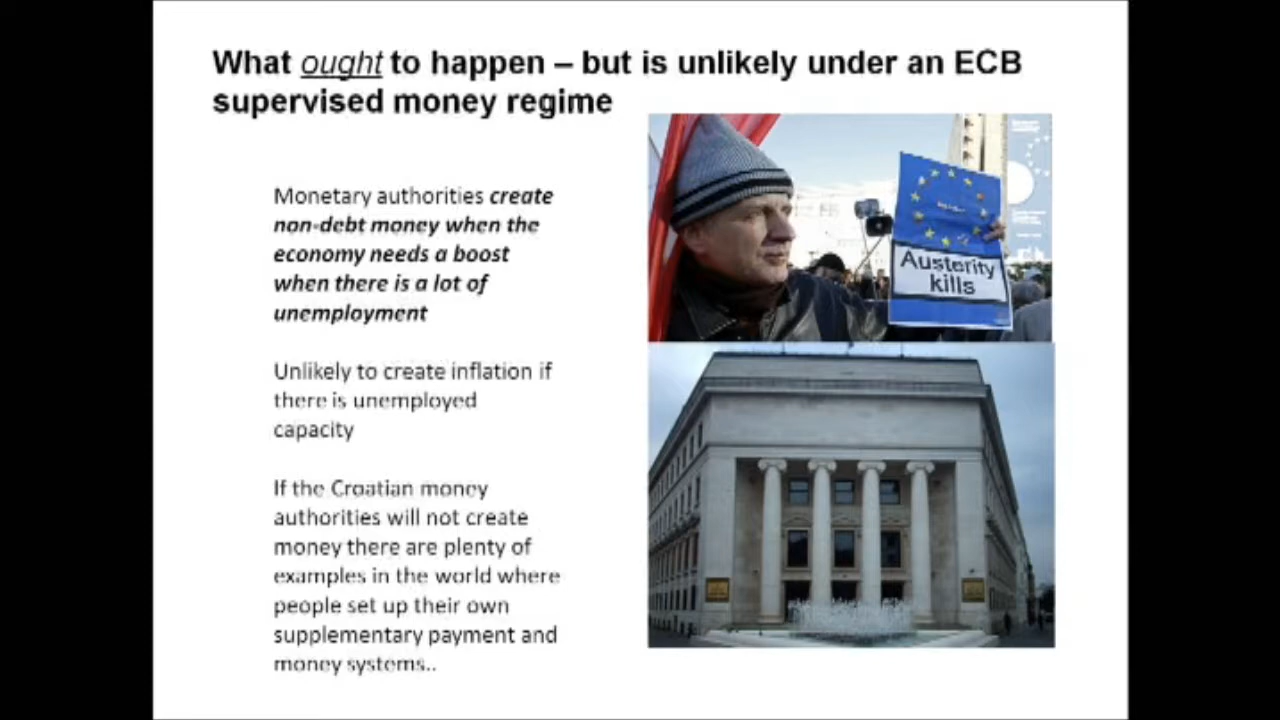 What ought to happen – but is unlikely under an ECB
supervised money regime
Monetary authorities create
non-debt money when the
economy needs a boost
when there is a lot of
unemployment
Unlikely to create inflation if
there is unemployed
capacity
If the Croatian money
authorities will not create
money there are plenty of
examples in the world where
people set up their own
supplementary payment and
money systems..
Austerity
kills